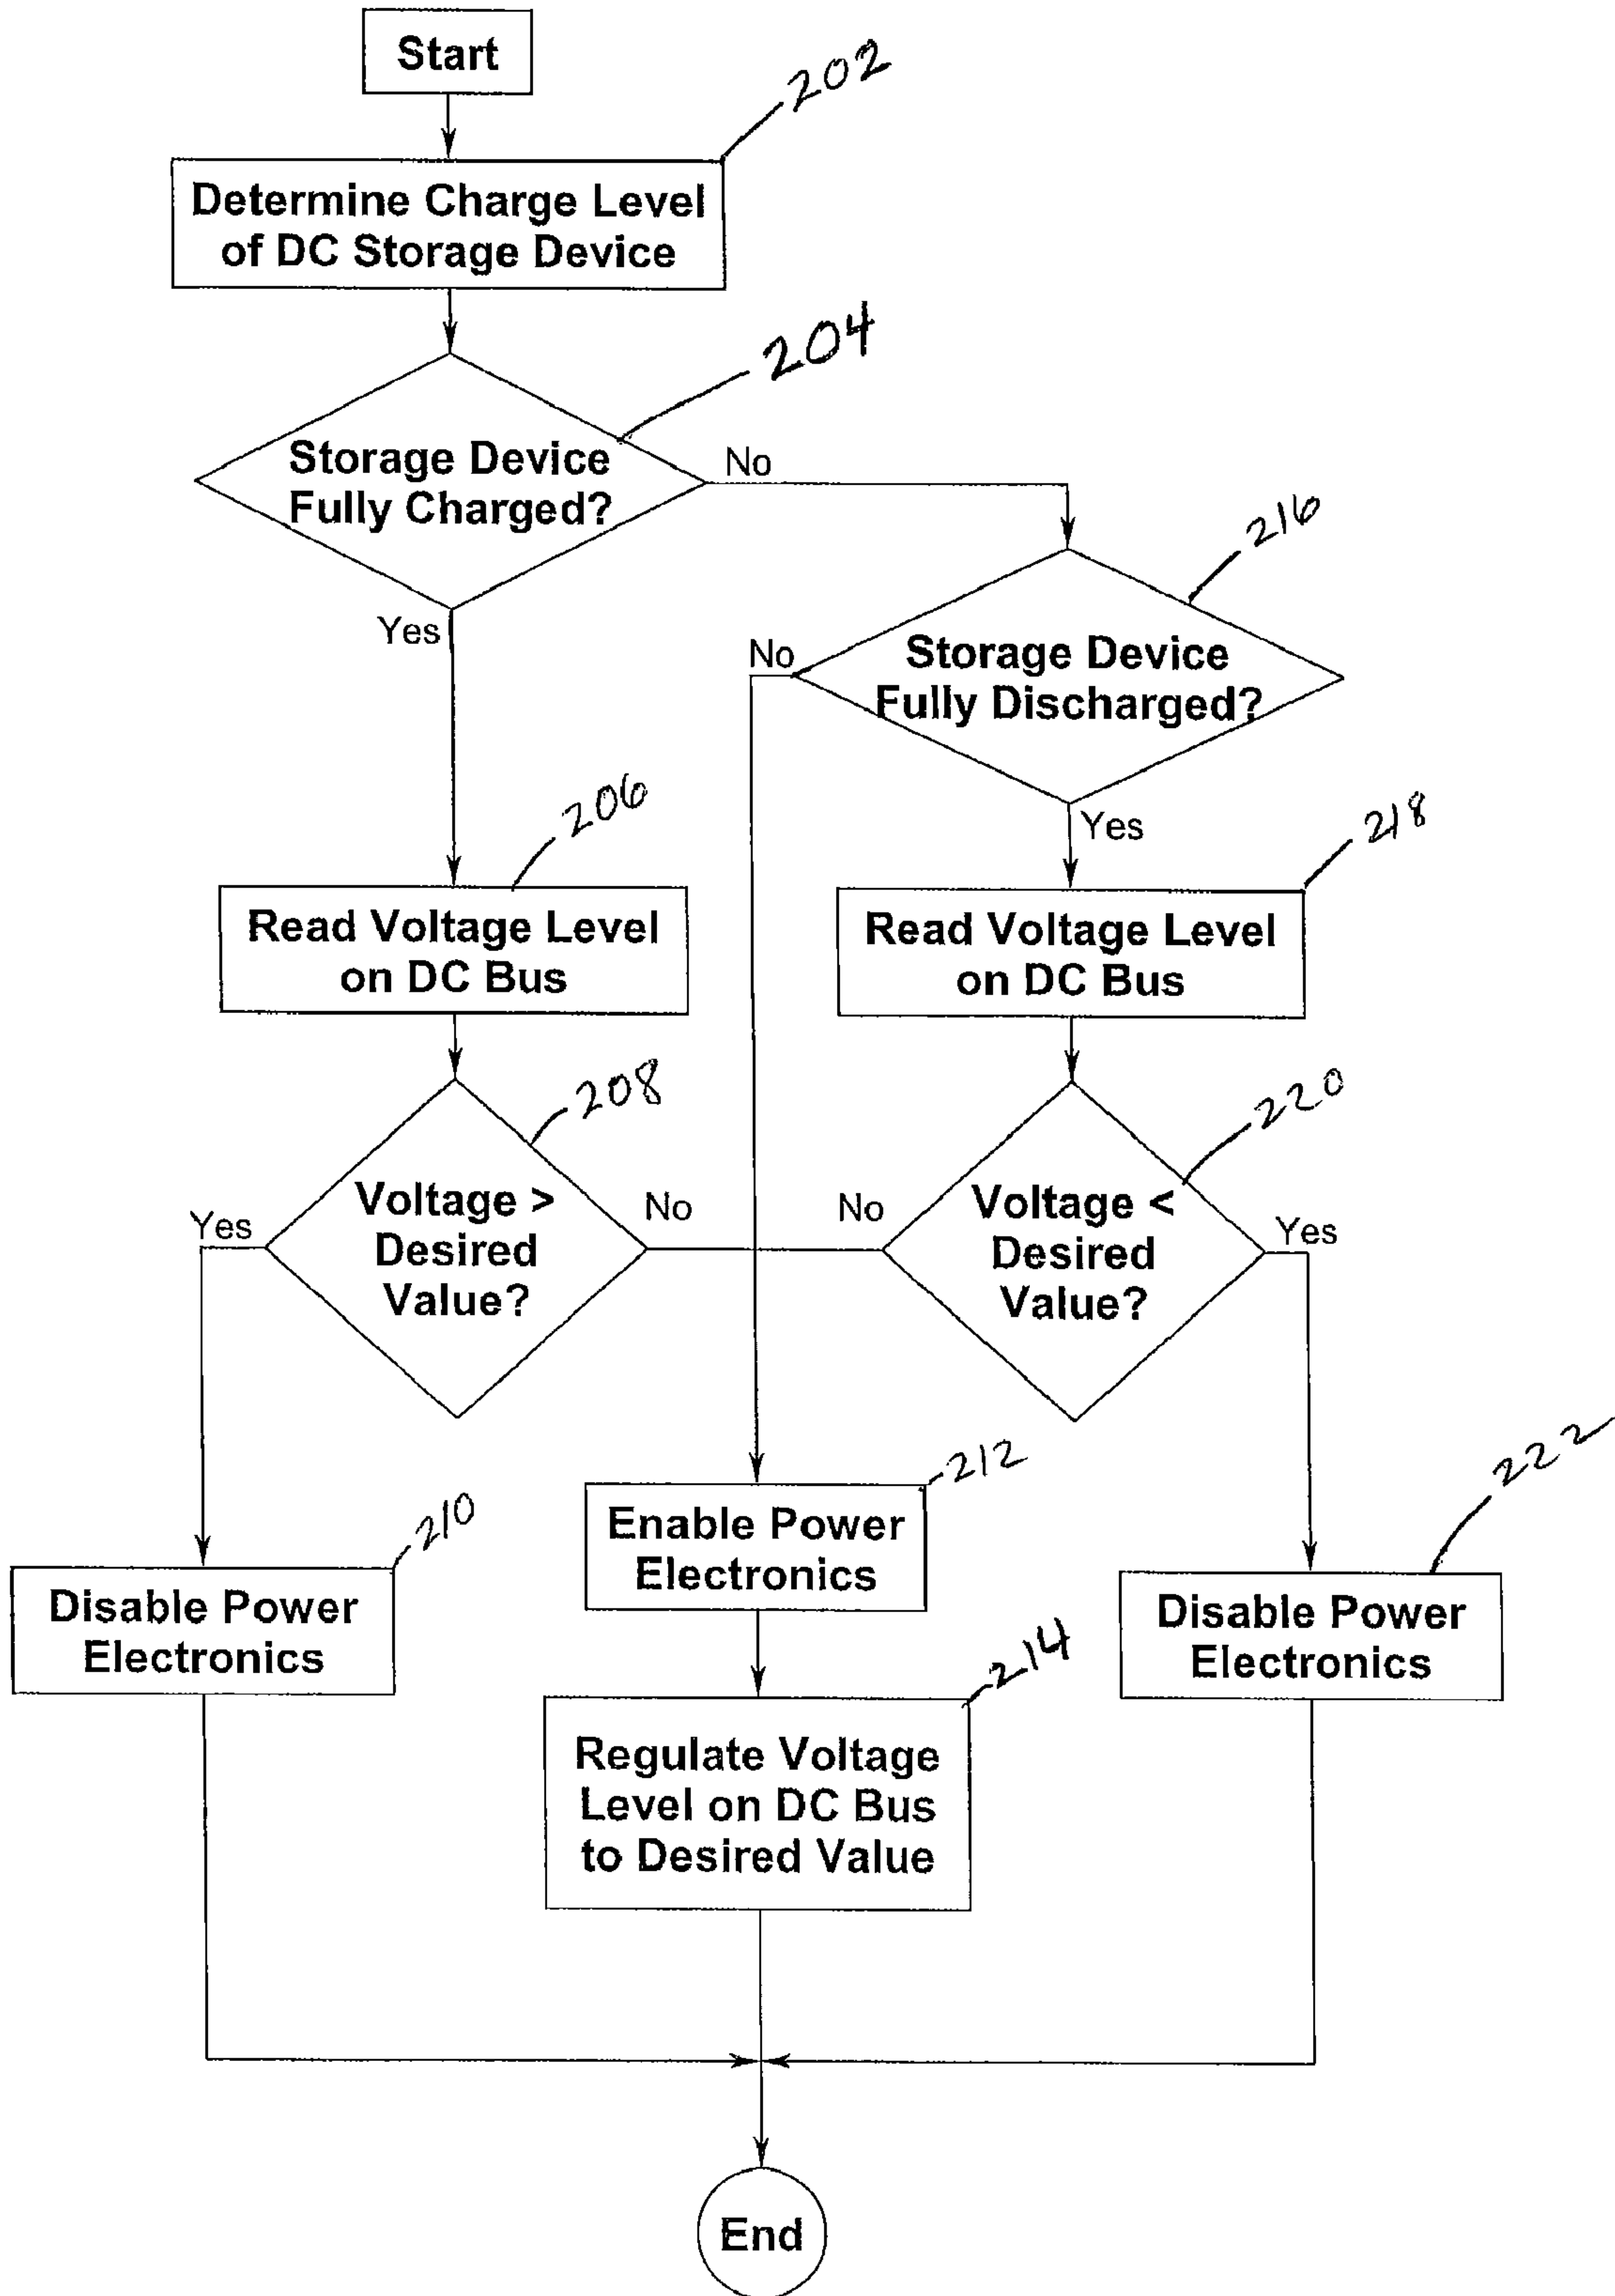 Start
202
Determine Charge Level
of DC Storage Device
204
Storage Device
Fully Charged?
No
Yes
216
Storage Device
Fully Discharged?
No
Yes
206
Read Voltage Level
on DC Bus
218
Read Voltage Level
on DC Bus
208
Voltage >
Desired
Value?
Yes
No
220
Voltage <
Desired
Value?
No
Yes
210
Disable Power
Electronics
212
Enable Power
Electronics
222
Disable Power
Electronics
214
Regulate Voltage
Level on DC Bus
to Desired Value
End